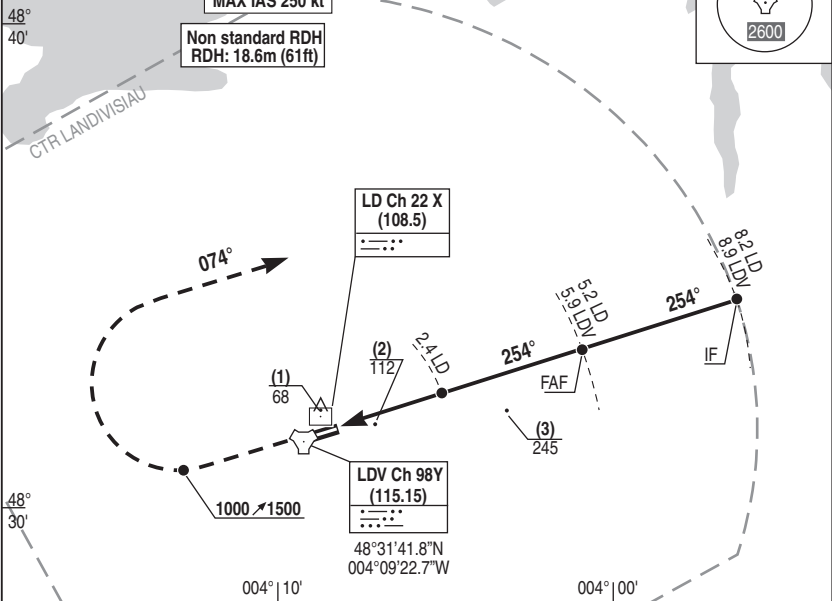 MAX IAS 250 kt
48°
40'
Non standard RDH
RDH: 18.6m (61ft)
2600
CTR LANDIVISIAU
LD Ch 22 X
(108.5)
074°
8.2 LD
8.9 LDV
5.2 LD
5.9 LDV
254°
2.4 LD
254°
(2)
112
IF
FAF
(1)
68
(3)
245
LDV Ch 98Y
(115.15)
1000 ↗1500
48°
30'
48°31'41.8"N
004°09'22.7"W
004° 10'
004° 00'